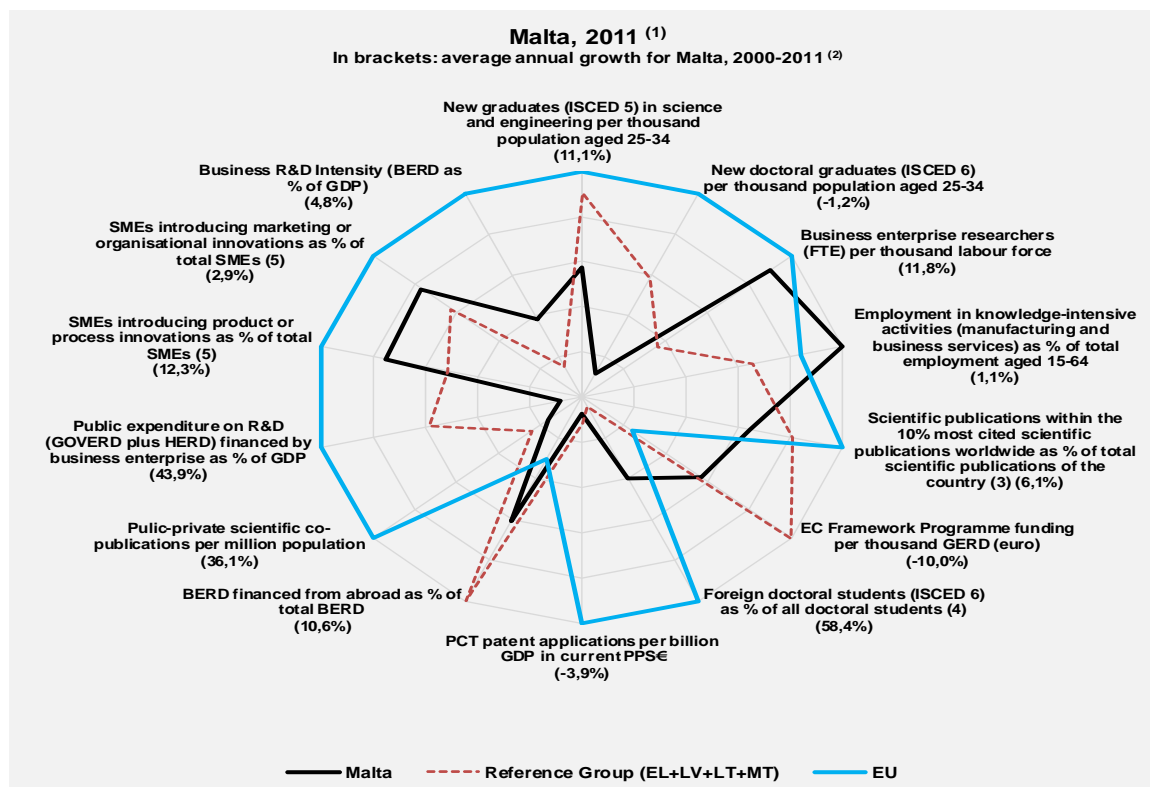 Malta, 2011 (1)
In brackets: average annual growth for Malta, 2000-2011 (2)
New graduates (ISCED 5) in science
and engineering per thousand
population aged 25-34
(11,1%)
New doctoral graduates (ISCED 6)
per thousand population aged 25-34
(-1,2%)
Business enterprise researchers
(FTE) per thousand labour force
(11,8%)
Employment in knowledge-intensive
activities (manufacturing and
business services) as % of total
employment aged 15-64
(1,1%)
Scientific publications within the
10% most cited scientific
publications worldwide as % of total
scientific publications of the
country (3) (6,1%)
EC Framework Programme funding
per thousand GERD (euro)
(-10,0%)
Foreign doctoral students (ISCED 6)
as % of all doctoral students (4)
(58,4%)
PCT patent applications per billion
GDP in current PPS€
(-3,9%)
BERD financed from abroad as % of
total BERD
(10,6%)
Pulic-private scientific co-
publications per million population
(36,1%)
Public expenditure on R&D
(GOVERD plus HERD) financed by
business enterprise as % of GDP
(43,9%)
SMEs introducing product or
process innovations as % of total
SMEs (5)
(12,3%)
SMEs introducing marketing or
organisational innovations as % of
total SMEs (5)
(2,9%)
Business R&D Intensity (BERD as
% of GDP)
(4,8%)
Malta
Reference Group (EL+LV+LT+MT)
EU